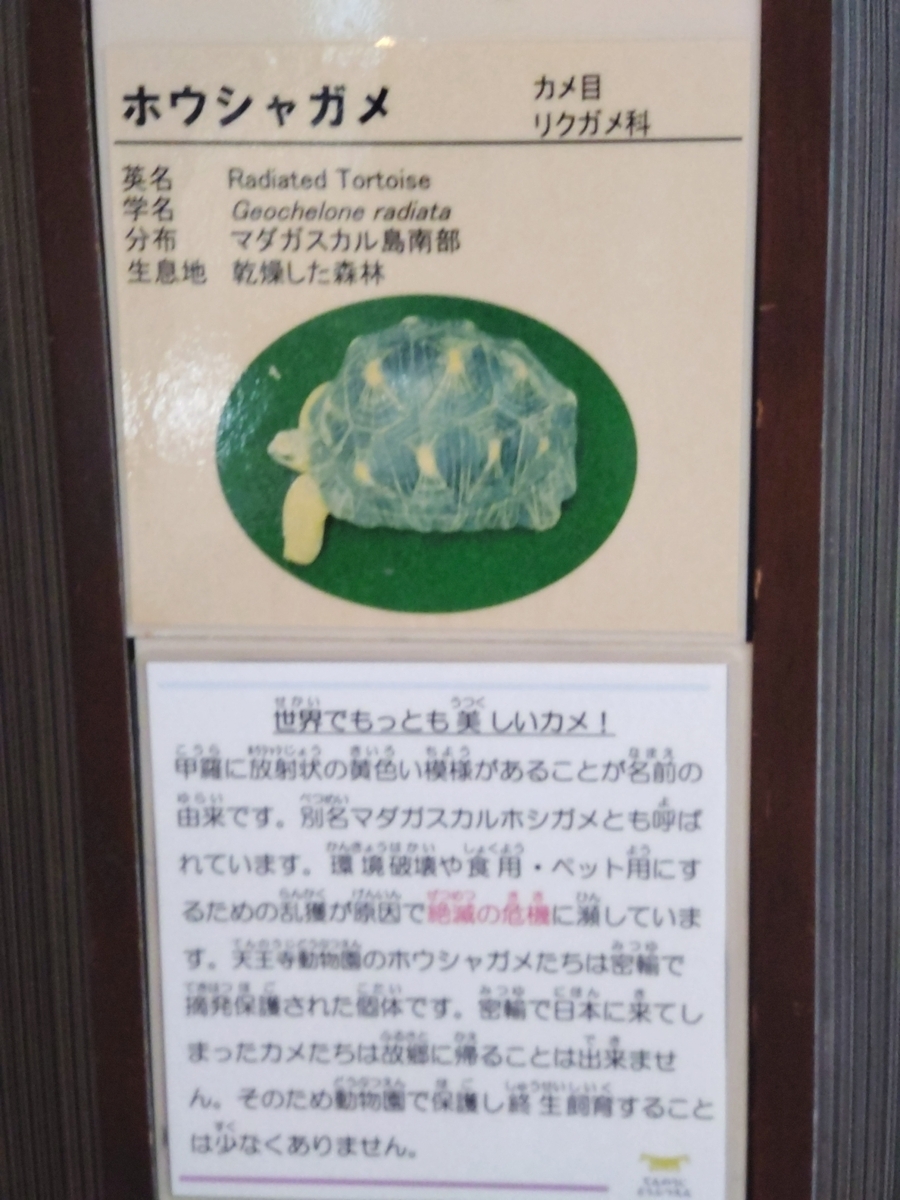 ホウシャガメ
カメ目
リクガメ科
英名 Radiated Tortoise
学名 Geochelone radiata
分布 マダガスカル島南部
生息地 乾燥した森林
世界でもっとも美しいカメ!
甲羅に放射状の黄色い模様があることが名前の
由来です。別名マダガスカルホシガメとも呼ば
れています。環境破壊や食用・ペット用にす
るための乱獲が原因で絶滅の危機に瀕していま
す。天王寺動物園のホウシャガメたちは密輸で
摘発保護された個体です。密輸で日本に来てし
まったカメたちは故郷に帰ることは出来ませ
ん。そのため動物園で保護し終生飼育すること
は少なくありません。